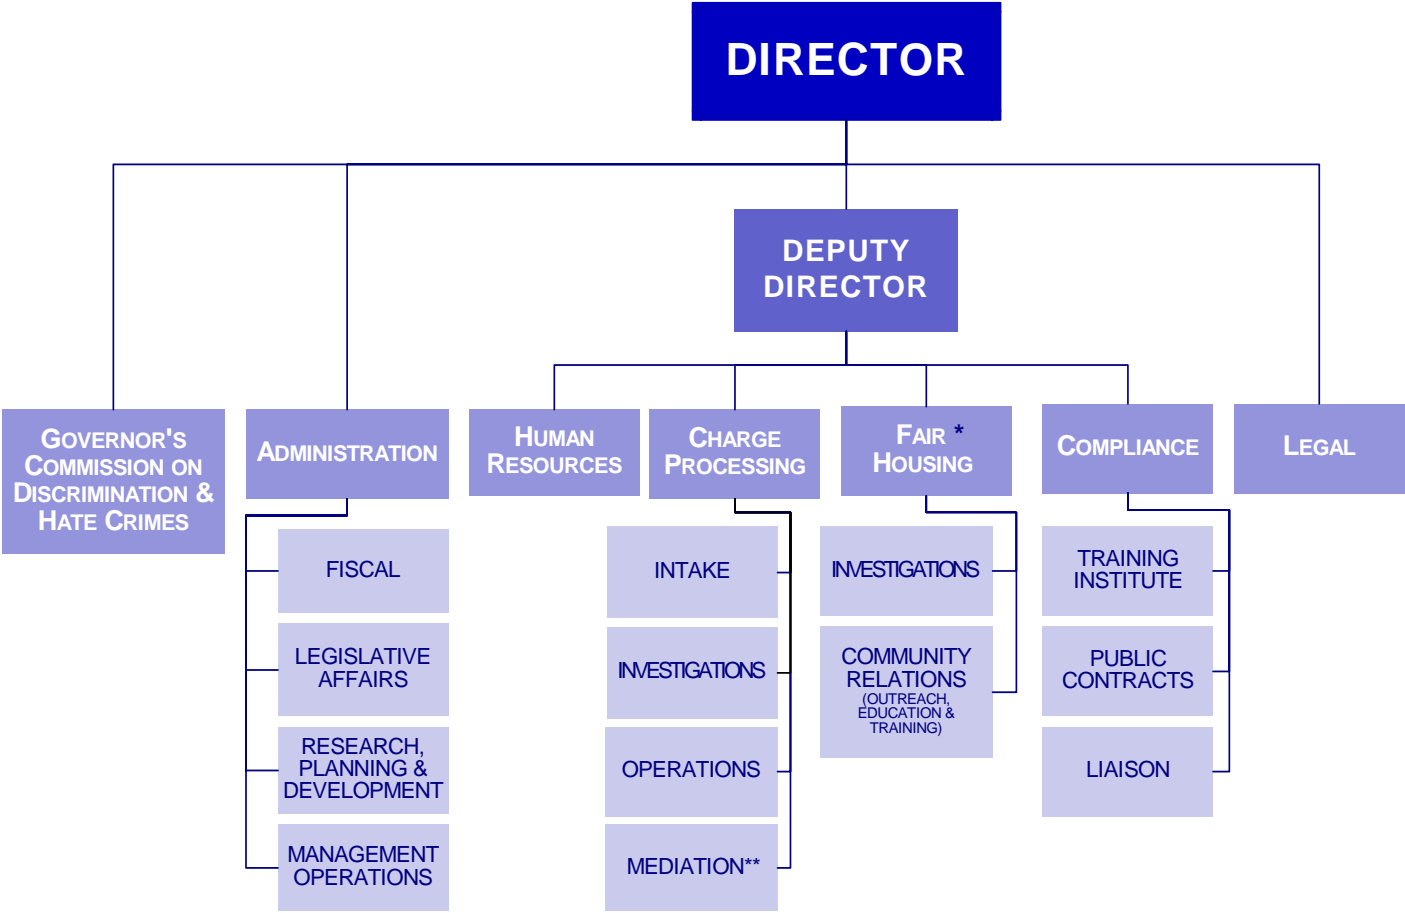 DIRECTOR
DEPUTY
DIRECTOR
GOVERNOR'S
COMMISSION ON
DISCRIMINATION &
HATE CRIMES
ADMINISTRATION
HUMAN
RESOURCES
CHARGE
PROCESSING
FAIR *
HOUSING
COMPLIANCE
LEGAL
FISCAL
LEGISLATIVE
AFFAIRS
RESEARCH,
PLANNING &
DEVELOPMENT
MANAGEMENT
OPERATIONS
INTAKE
INVESTIGATIONS
OPERATIONS
MEDIATION**
INVESTIGATIONS
COMMUNITY
RELATIONS
(OUTREACH,
EDUCATION &
TRAINING)
TRAINING
INSTITUTE
PUBLIC
CONTRACTS
LIAISON